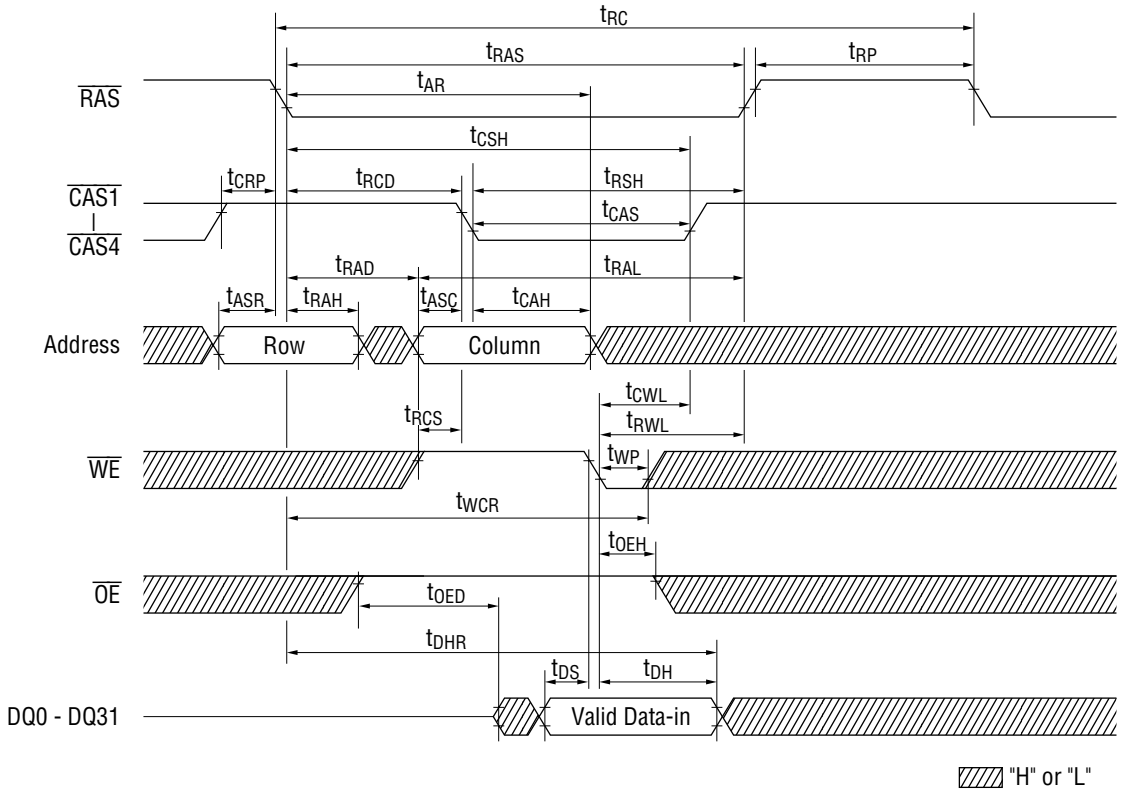 tRC
tRAS
tRP
tAR
RAS
tCSH
tCRP
tRCD
tRSH
CAS1
tCAS
CAS4
tRAD
tRAL
tASR
tRAH
tASC
tCAH
Address
Row
Column
tCWL
tRCS
tRWL
tWP
WE
tWCR
tOEH
OE
tOED
tDHR
tDS
tDH
DQ0 - DQ31
Valid Data-in
"H" or "L"